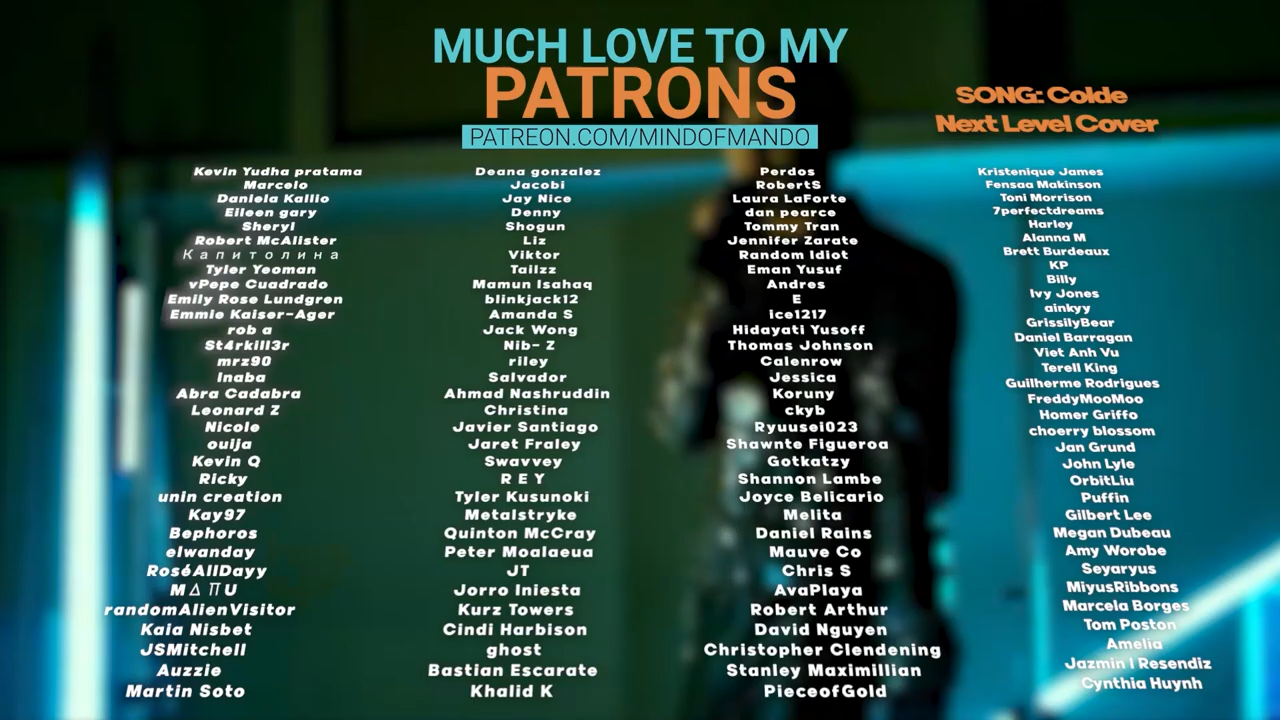 MUCH LOVE TO MY
PATRONS
PATREON.COM/MINDOFMANDO
SONG: Colde
Next Level Cover
Kevin Yudha pratama
Marcelo
Daniela Kallio
Eileen gary
Sheryl
Robert McAlister
Капитолина
Tyler Yeoman
vPepe Cuadrado
Emily Rose Lundgren
Emmie Kaiser-Ager
rob a
St4rkill3r
mrz90
Inaba
Abra Cadabra
Leonard Z
Nicole
ouija
Kevin Q
Ricky
unin creation
Kay97
Bephoros
elwanday
RoséAllDayy
M∆ΠU
randomAlienVisitor
Kaia Nisbet
JSMitchell
Auzzie
Martin Soto
Deana gonzalez
Jacobi
Jay Nice
Denny
Shogun
Liz
Viktor
Tailzz
Mamun Isahaq
blinkjack12
Amanda S
Jack Wong
Nib- Z
riley
Salvador
Ahmad Nashruddin
Christina
Javier Santiago
Jaret Fraley
Swavvey
R E Y
Tyler Kusunoki
Metalstryke
Quinton McCray
Peter Moalaeua
JT
Jorro Iniesta
Kurz Towers
Cindi Harbison
ghost
Bastian Escarate
Khalid K
Perdos
RobertS
Laura LaForte
dan pearce
Tommy Tran
Jennifer Zarate
Random Idiot
Eman Yusuf
Andres
E
ice1217
Hidayati Yusoff
Thomas Johnson
Calenrow
Jessica
Koruny
ckyb
Ryuusei023
Shawnte Figueroa
Gotkatzy
Shannon Lambe
Joyce Belicario
Melita
Daniel Rains
Mauve Co
Chris S
AvaPlaya
Robert Arthur
David Nguyen
Christopher Clendening
Stanley Maximillian
PieceofGold
Kristenique James
Fensaa Makinson
Toni Morrison
7perfectdreams
Harley
Alanna M
Brett Burdeaux
KP
Billy
Ivy Jones
ainkyy
GrissilyBear
Daniel Barragan
Viet Anh Vu
Terell King
Guilherme Rodrigues
FreddyMooMoo
Homer Griffo
choerry blossom
Jan Grund
John Lyle
OrbitLiu
Puffin
Gilbert Lee
Megan Dubeau
Amy Worobe
Seyaryus
MiyusRibbons
Marcela Borges
Tom Poston
Amelia
Jazmin l Resendiz
Cynthia Huynh